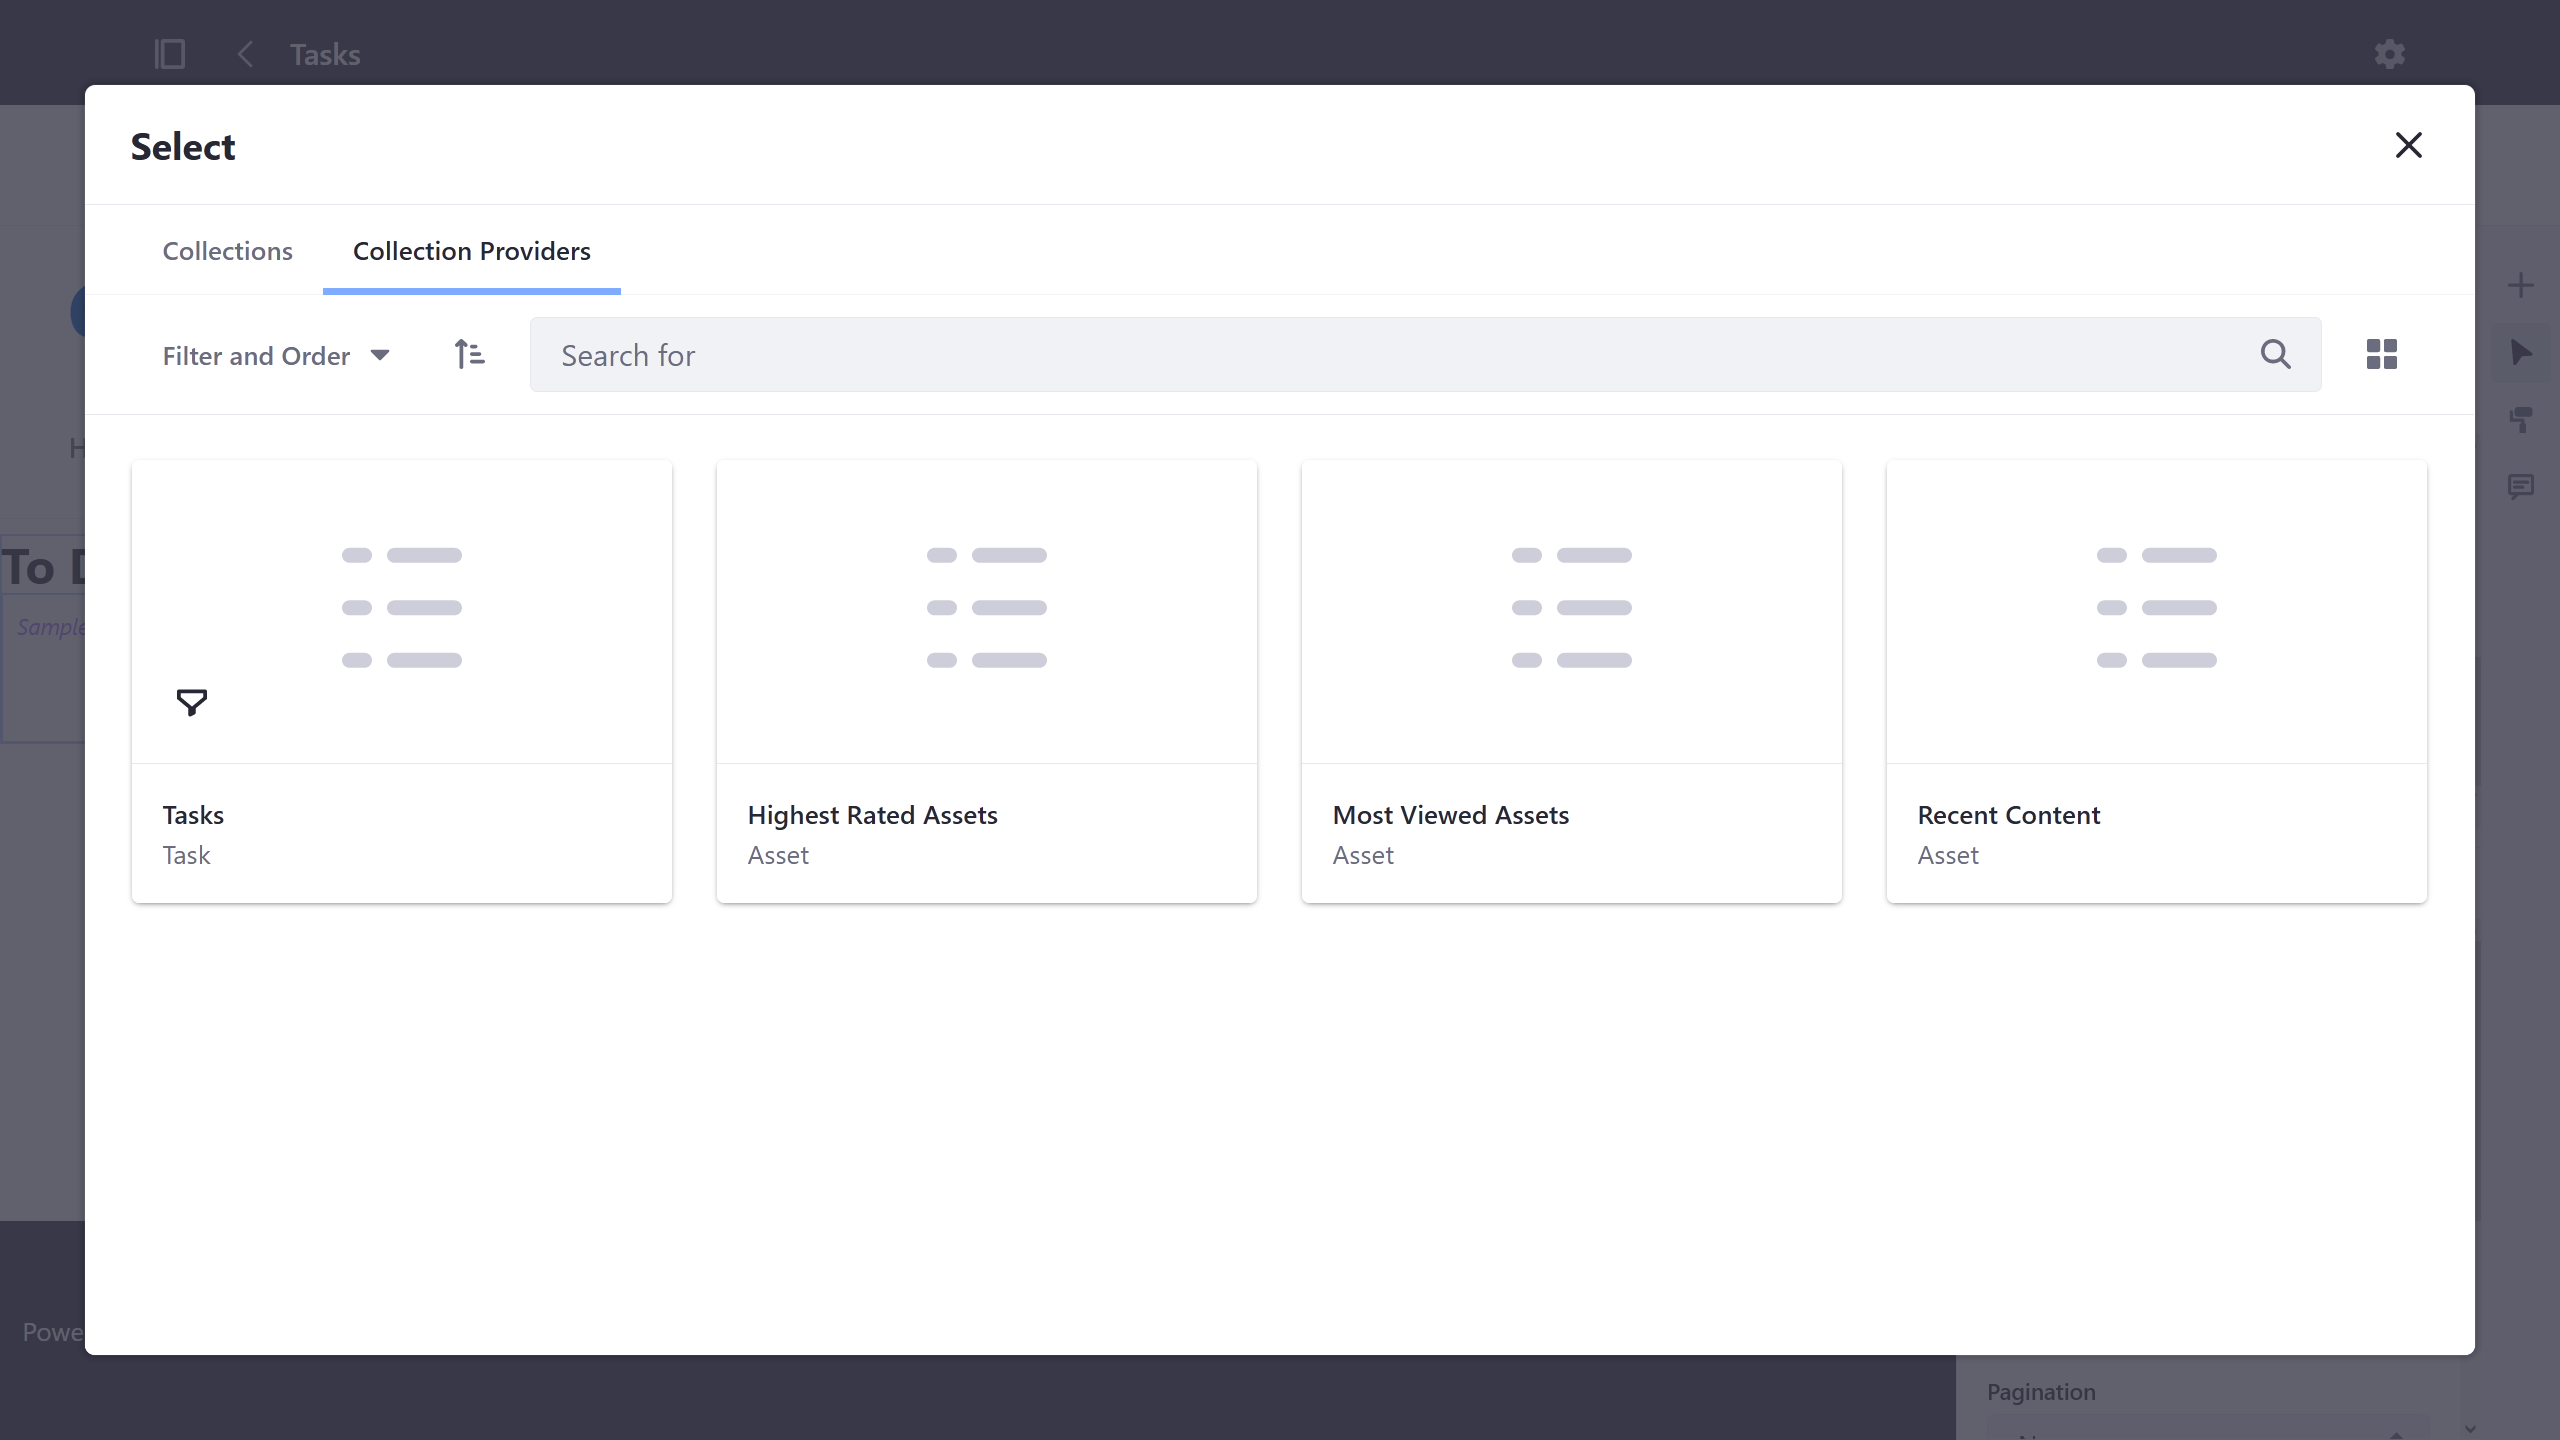 Tasks
Select
Collections
Collection Providers
Filter and Order
Search for
To
Sample
Tasks
Task
Highest Rated Assets
Asset
Most Viewed Assets
Asset
Recent Content
Asset
Pagination